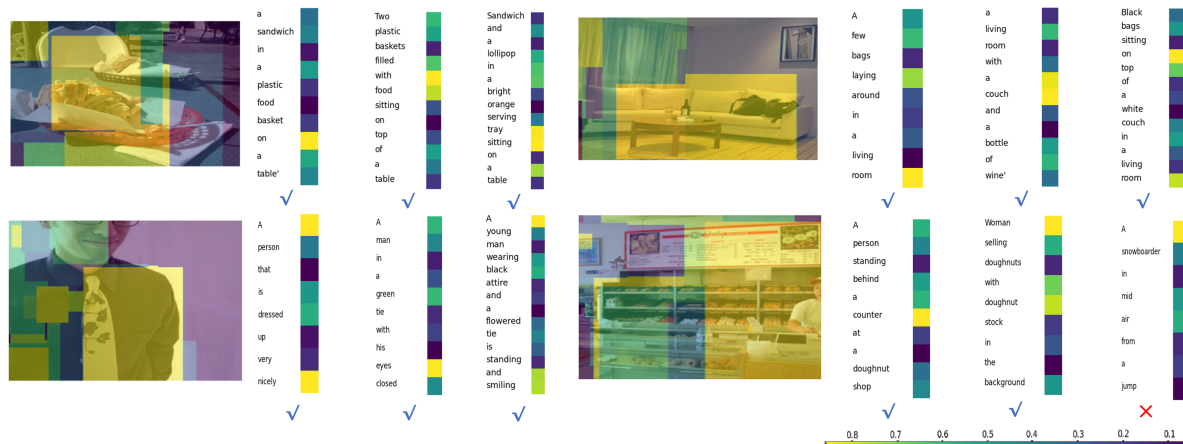 a
sandwich
in
a
plastic
food
basket
on
a
table'
√
Two
plastic
baskets
filled
with
food
sitting
on
top
of
a
table
√
Sandwich
and
a
lollipop
in
a
bright
orange
serving
tray
sitting
on
a
table
√
A
few
bags
laying
around
in
a
living
room
√
a
living
room
with
a
couch
and
a
bottle
of
wine'
√
Black
bags
sitting
on
top
of
a
white
couch
in
a
living
room
√
A
person
that
is
dressed
up
very
nicely
√
A
man
in
a
green
tie
with
his
eyes
closed
√
A
young
man
wearing
black
attire
and
a
flowered
tie
is
standing
and
smiling
√
A
person
standing
behind
a
counter
at
a
doughnut
shop
√
Woman
selling
doughnuts
with
doughnut
stock
in
the
background
√
A
snowboarder
in
mid
air
from
a
jump
×
0.8 0.7 0.6 0.5 0.4 0.3 0.2 0.1